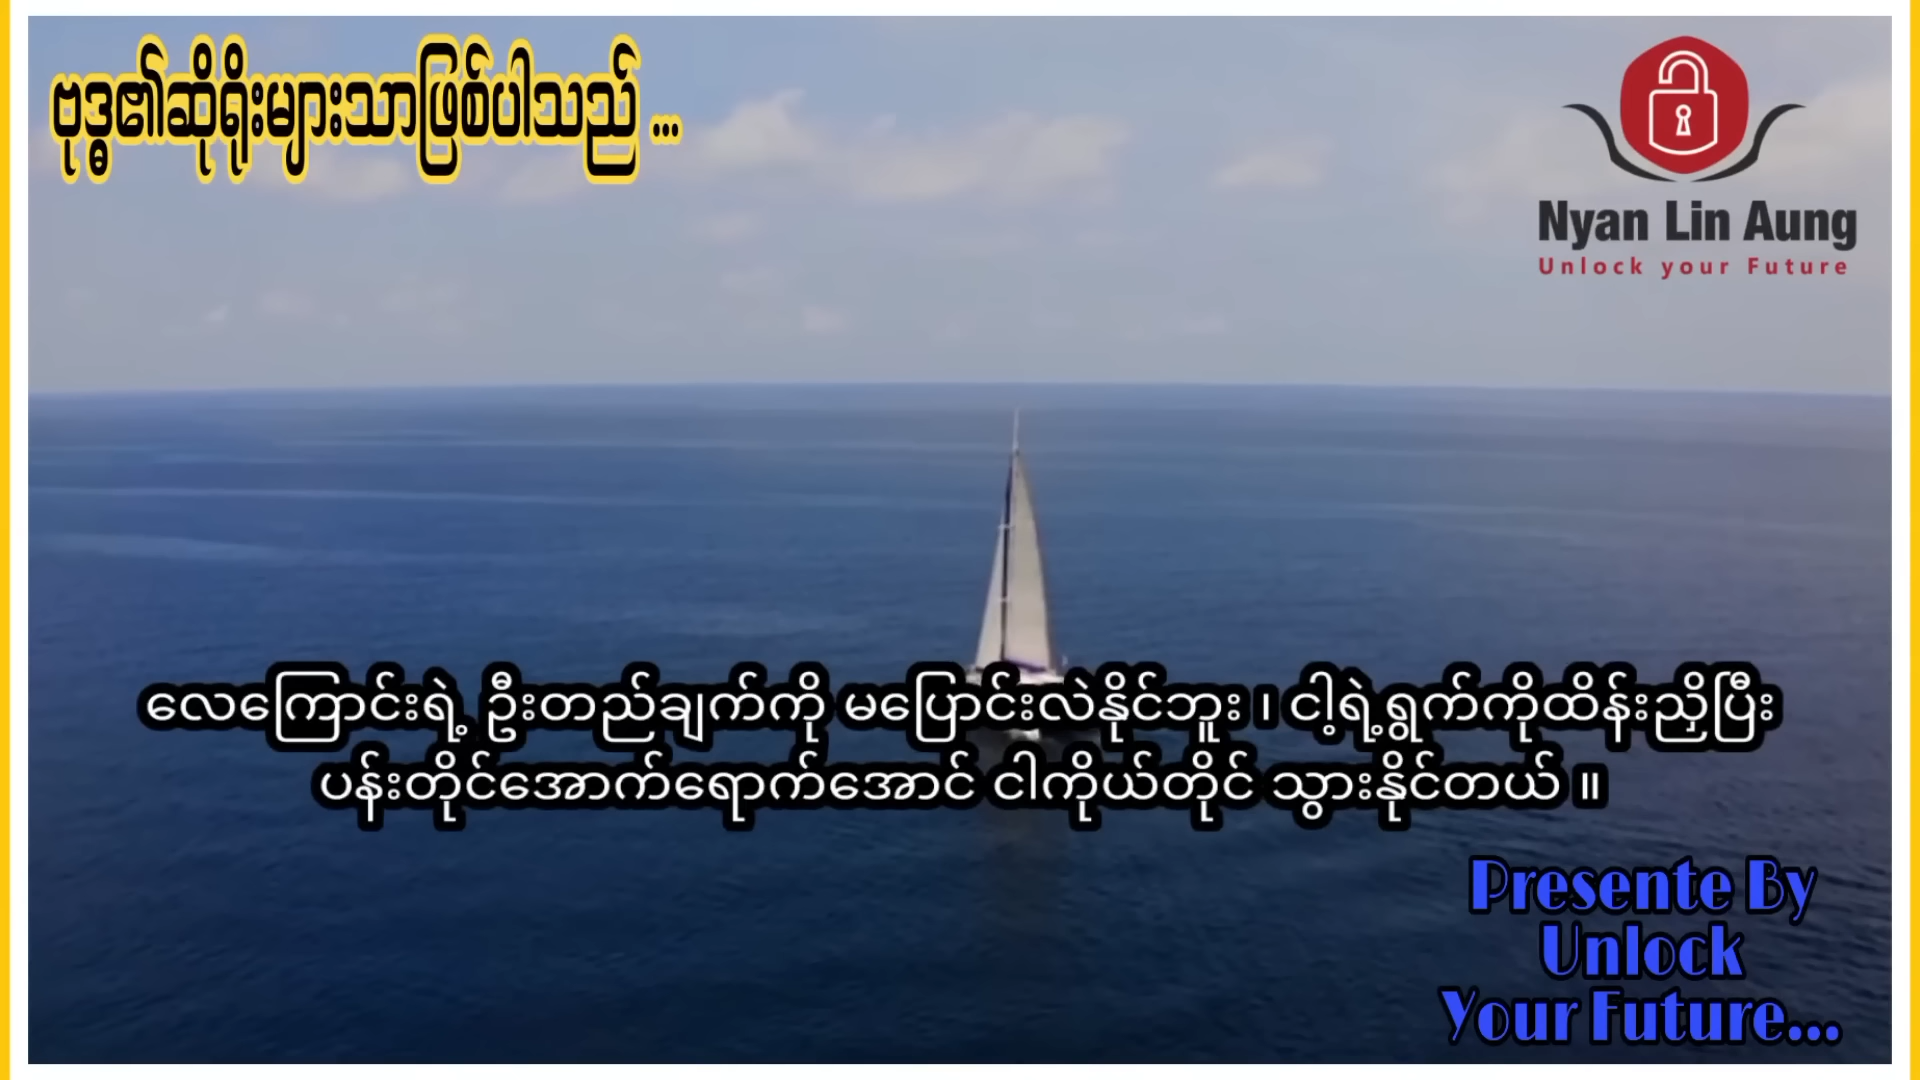 ဗုဒ္ဓ၏ဆိုရိုးများသာဖြစ်ပါသည် ...
Nyan Lin Aung
Unlock your Future
လေကြောင်းရဲ့ ဦးတည်ချက်ကို မပြောင်းလဲနိုင်ဘူး ၊ ငါ့ရဲ့ရွက်ကိုထိန်းညှိပြီး
ပန်းတိုင်အောက်ရောက်အောင် ငါကိုယ်တိုင် သွားနိုင်တယ် ။
Presente By
Unlock
Your Future...